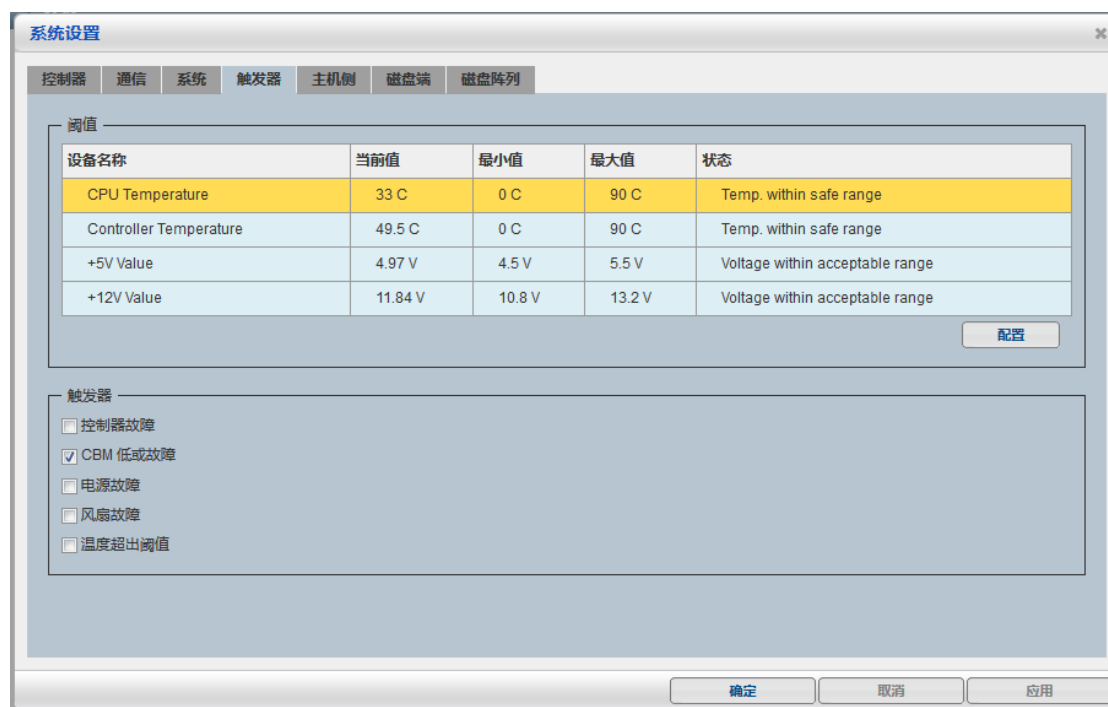 系统设置
控制器 通信 系统 触发器 主机侧 磁盘端 磁盘阵列
阈值
设备名称 当前值 最小值 最大值 状态
CPU Temperature 33 C 0 C 90 C Temp. within safe range
Controller Temperature 49.5 C 0 C 90 C Temp. within safe range
+5V Value 4.97 V 4.5 V 5.5 V Voltage within acceptable range
+12V Value 11.84 V 10.8 V 13.2 V Voltage within acceptable range
配置
触发器
控制器故障
CBM 低或故障
电源故障
风扇故障
温度超出阈值
确定 取消 应用